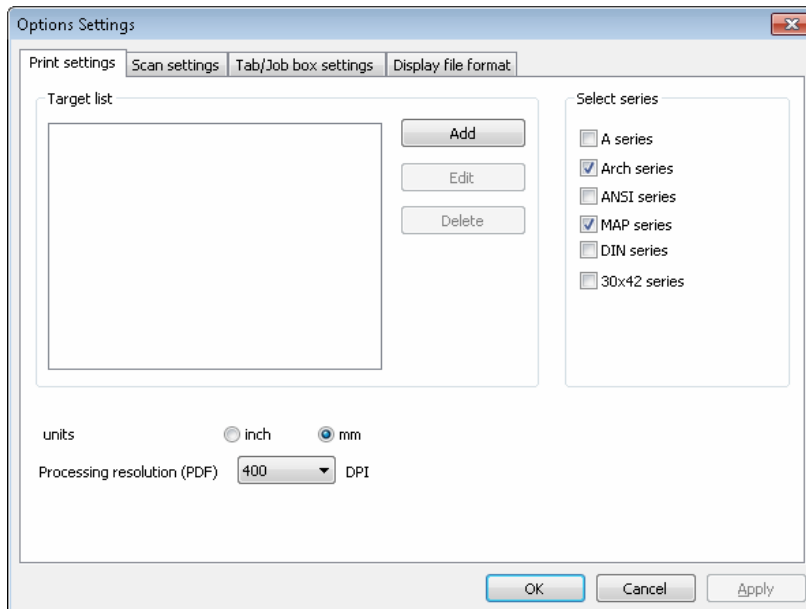 Options Settings
Print settings Scan settings Tab/Job box settings Display file format
Target list
Add
Edit
Delete
Select series
A series
Arch series
ANSI series
MAP series
DIN series
30x42 series
units inch mm
Processing resolution (PDF) 400 DPI
OK Cancel Apply